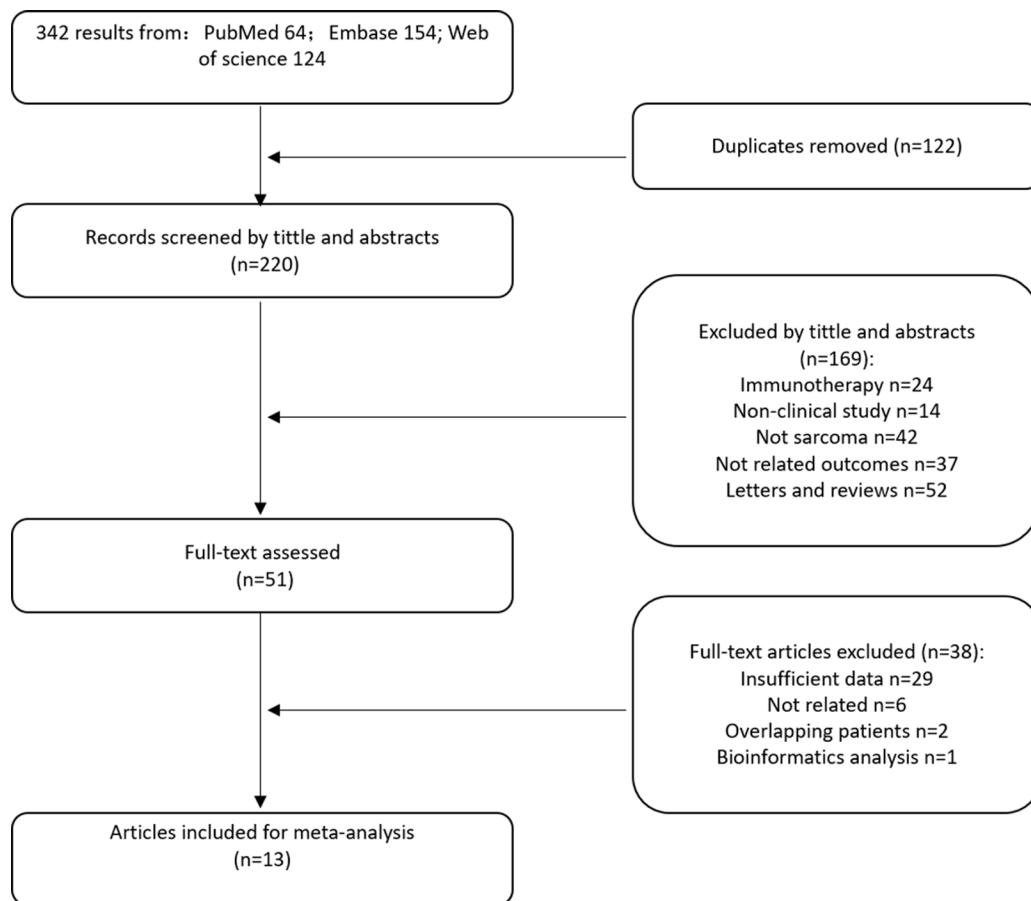 342 results from：PubMed 64；Embase 154; Web
of science 124
Duplicates removed (n=122)
Records screened by tittle and abstracts
(n=220)
Excluded by tittle and abstracts
(n=169):
Immunotherapy n=24
Non-clinical study n=14
Not sarcoma n=42
Not related outcomes n=37
Letters and reviews n=52
Full-text assessed
(n=51)
Full-text articles excluded (n=38):
Insufficient data n=29
Not related n=6
Overlapping patients n=2
Bioinformatics analysis n=1
Articles included for meta-analysis
(n=13)